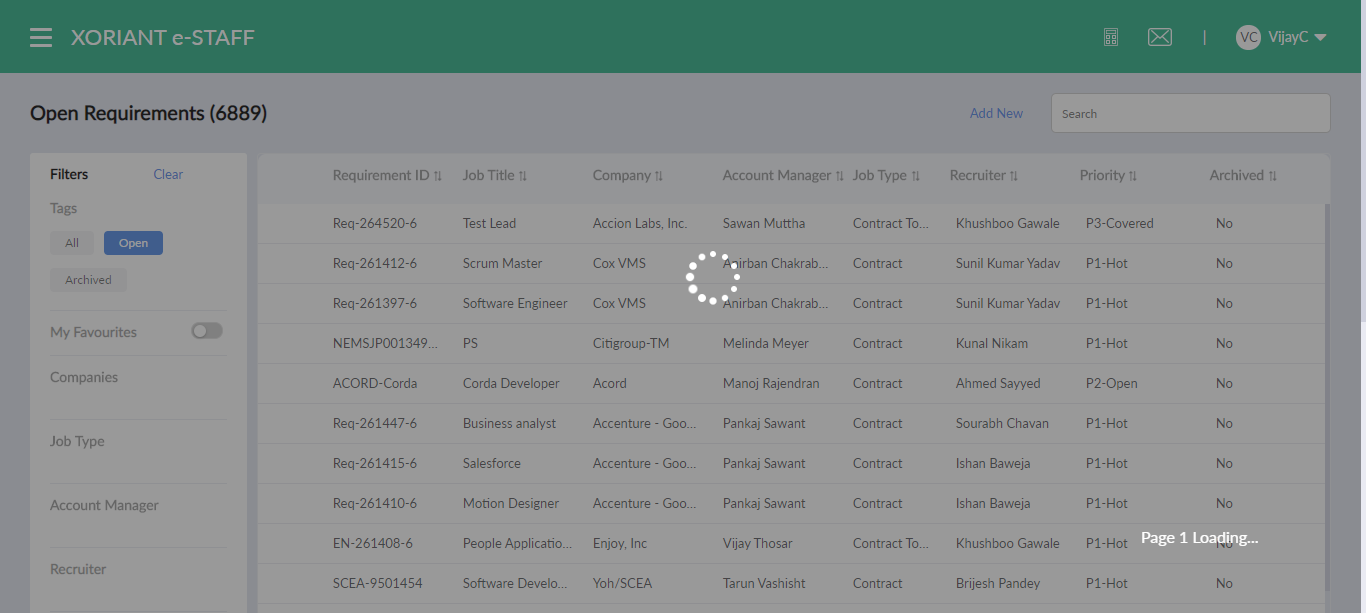 XORIANT e-STAFF
| VC VijayC
Open Requirements (6889)
Add New
Search
Filters Clear
Tags
All Open
Archived
My Favourites
Companies
Job Type
Account Manager
Recruiter
Requirement ID Job Title Company Account Manager Job Type Recruiter Priority Archived
Req-264520-6 Test Lead Accion Labs, Inc. Sawan Muttha Contract To... Khushboo Gawale P3-Covered No
Req-261412-6 Scrum Master Cox VMS Anirban Chakrab... Contract Sunil Kumar Yadav P1-Hot No
Req-261397-6 Software Engineer Cox VMS Anirban Chakrab... Contract Sunil Kumar Yadav P1-Hot No
NEMSJP001349... PS Citigroup-TM Melinda Meyer Contract Kunal Nikam P1-Hot No
ACORD-Corda Corda Developer Acord Manoj Rajendran Contract Ahmed Sayyed P2-Open No
Req-261447-6 Business analyst Accenture - Goo... Pankaj Sawant Contract Sourabh Chavan P1-Hot No
Req-261415-6 Salesforce Accenture - Goo... Pankaj Sawant Contract Ishan Baweja P1-Hot No
Req-261410-6 Motion Designer Accenture - Goo... Pankaj Sawant Contract Ishan Baweja P1-Hot No
EN-261408-6 People Applicatio... Enjoy, Inc Vijay Thosar Contract To... Khushboo Gawale P1-Hot No
Page 1 Loading...
SCEA-9501454 Software Develo... Yoh/SCEA Tarun Vashisht Contract Brijesh Pandey P1-Hot No